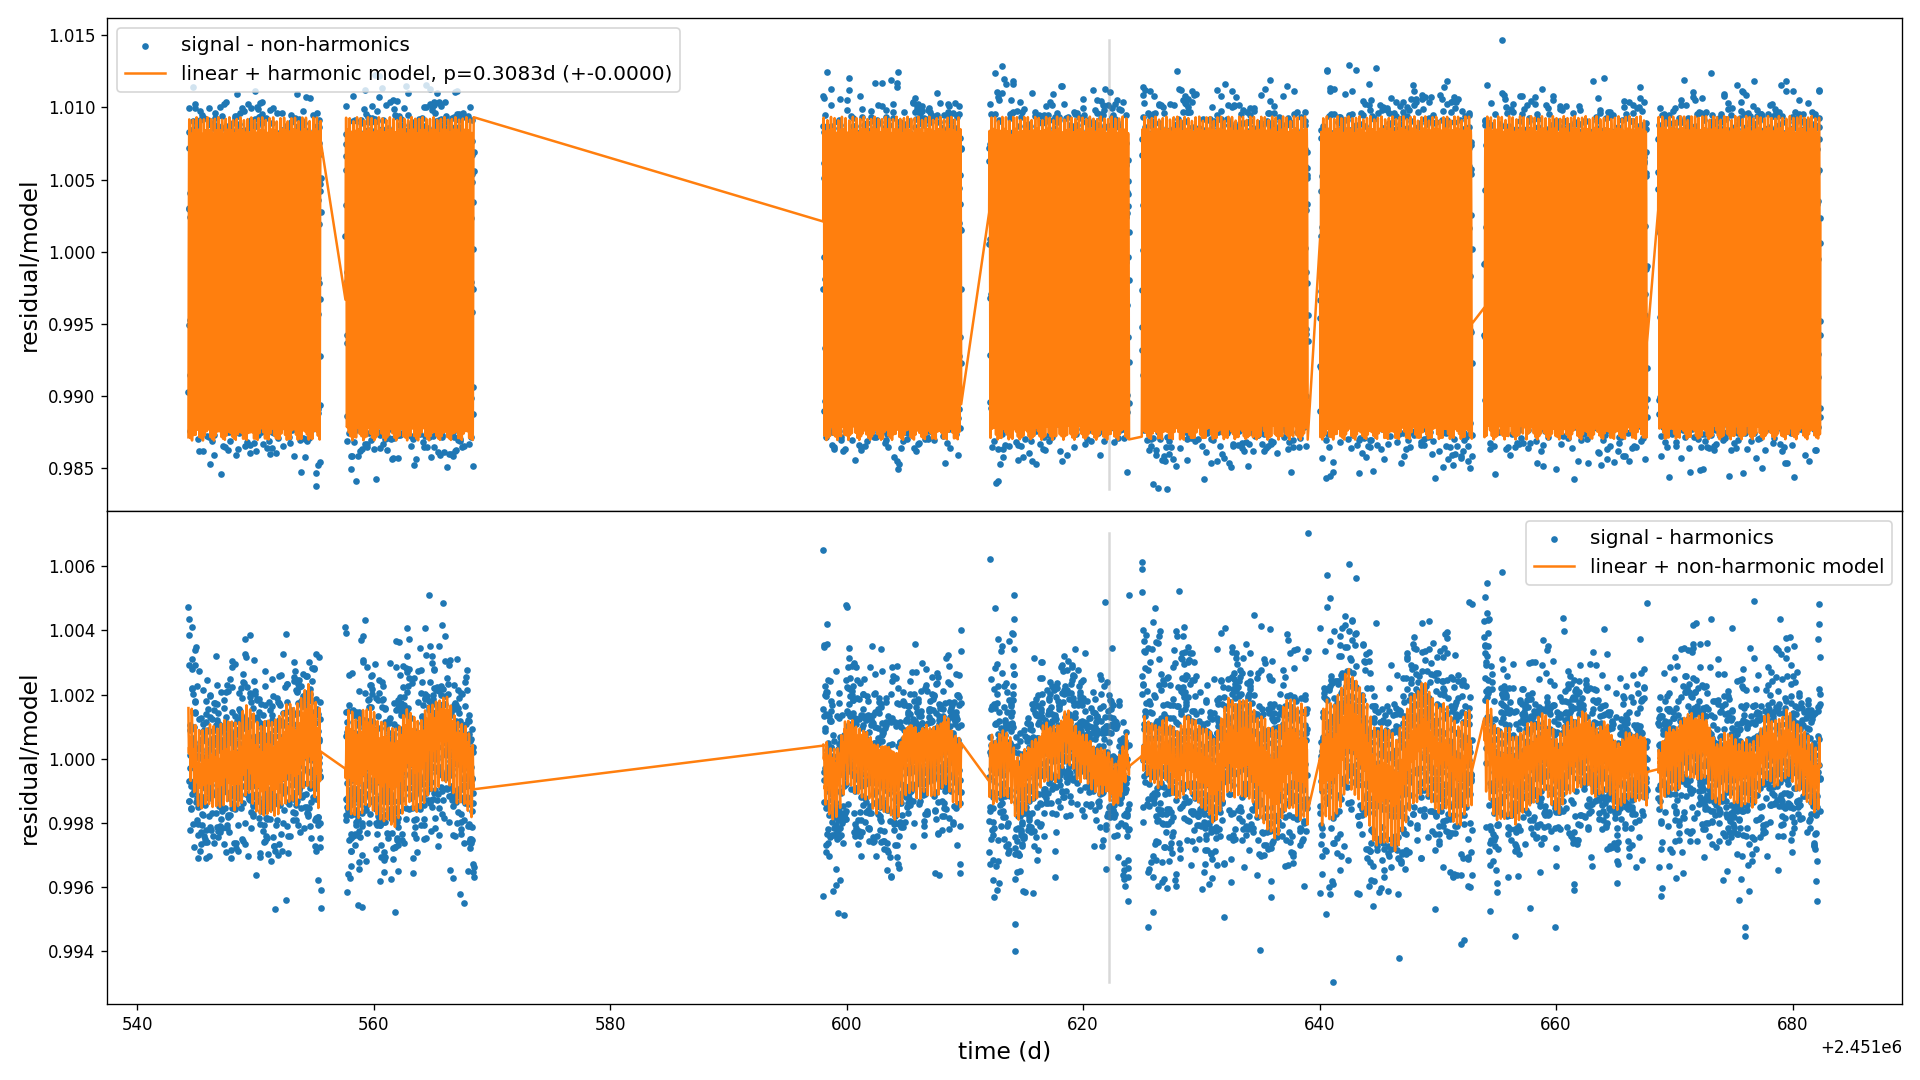 1.015
1.010
1.005
1.000
0.995
0.990
0.985
residual/model
signal - non-harmonics
linear + harmonic model, p=0.3083d (+-0.0000)
1.006
1.004
1.002
1.000
0.998
0.996
0.994
residual/model
signal - harmonics
linear + non-harmonic model
540 560 580 600 620 640 660 680
+2.451e6
time (d)